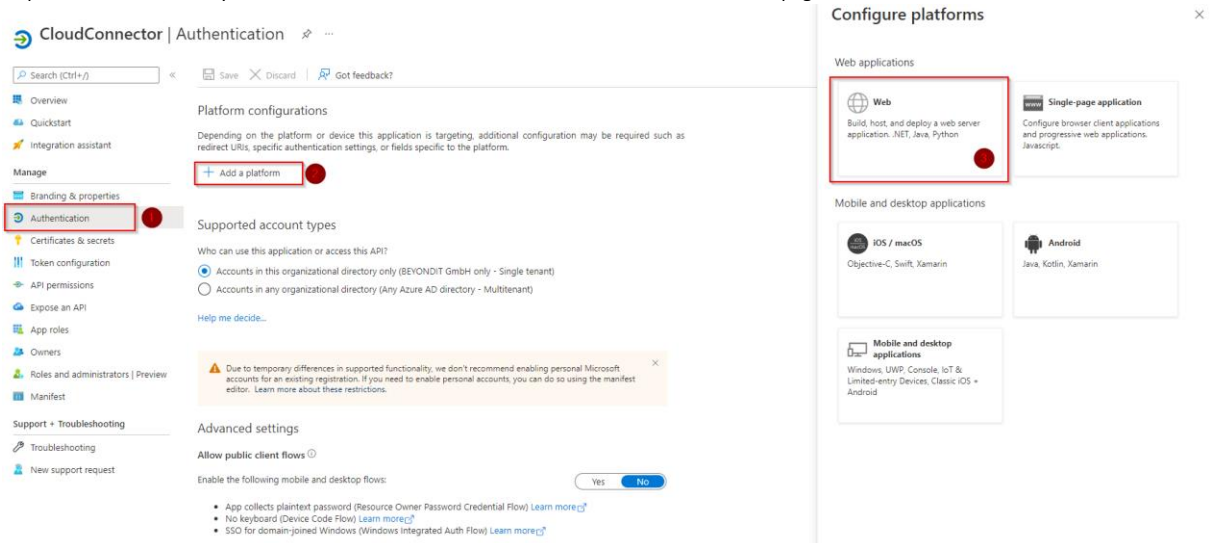 CloudConnector | Authentication
Search (Ctrl+/)
Overview
Quickstart
Integration assistant
Manage
Branding & properties
Authentication
1
Certificates & secrets
Token configuration
API permissions
Expose an API
App roles
Owners
Roles and administrators | Preview
Manifest
Support + Troubleshooting
Troubleshooting
New support request
Save
Discard
Got feedback?
Platform configurations
Depending on the platform or device this application is targeting, additional configuration may be required such as
redirect URIs, specific authentication settings, or fields specific to the platform.
+ Add a platform
2
Supported account types
Who can use this application or access this API?
Accounts in this organizational directory only (BEYONDIT GmbH only - Single tenant)
Accounts in any organizational directory (Any Azure AD directory - Multitenant)
Help me decide...
Due to temporary differences in supported functionality, we don't recommend enabling personal Microsoft
accounts for an existing registration. If you need to enable personal accounts, you can do so using the manifest
editor. Learn more about these restrictions.
Advanced settings
Allow public client flows
Enable the following mobile and desktop flows:
Yes No
• App collects plaintext password (Resource Owner Password Credential Flow) Learn more
• No keyboard (Device Code Flow) Learn more
• SSO for domain-joined Windows (Windows Integrated Auth Flow) Learn more
Configure platforms
Web applications
Web
Build, host, and deploy a web server
application. .NET, Java, Python
3
Single-page application
Configure browser client applications
and progressive web applications.
Javascript.
Mobile and desktop applications
iOS / macOS
Objective-C, Swift, Xamarin
Android
Java, Kotlin, Xamarin
Mobile and desktop
applications
Windows, UWP, Console, IoT &
Limited-entry Devices, Classic iOS +
Android